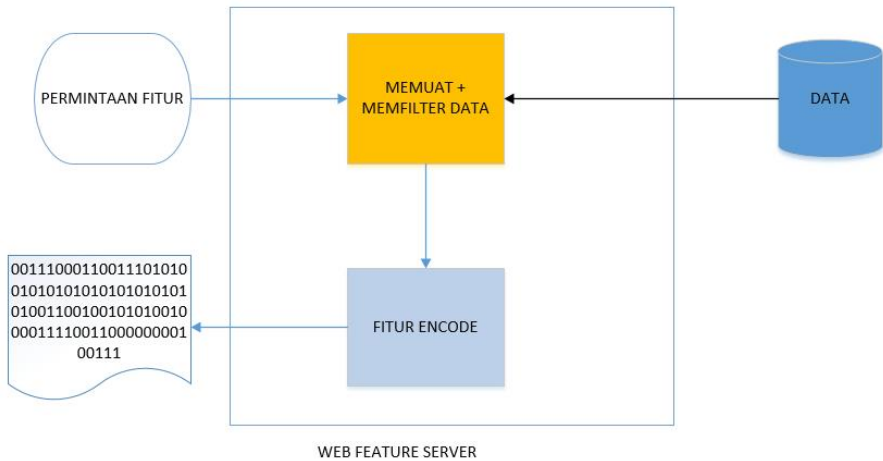 PERMINTAAN FITUR
MEMUAT +
MEMFILTER DATA
DATA
00111000110011101010
01010101010101010101
01001100100101010010
00011110011000000001
00111
FITUR ENCODE
WEB FEATURE SERVER